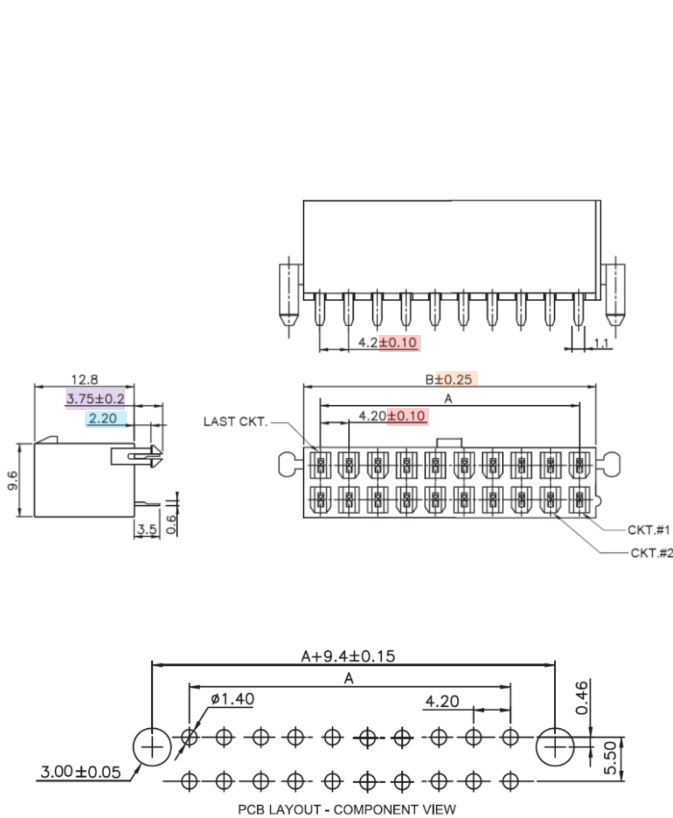 4.2±0.10
1.1
12.8
3.75±0.2
2.20
9.6
3.5
0.6
B±0.25
A
4.20±0.10
LAST CKT.
CKT.#1
CKT.#2
A+9.4±0.15
A
ø1.40
4.20
0.46
5.50
3.00±0.05
PCB LAYOUT - COMPONENT VIEW